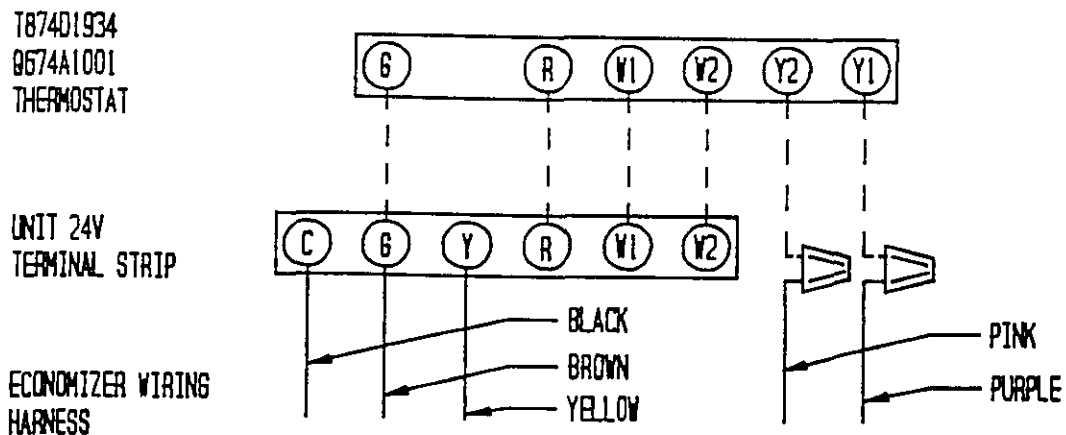 T874D1934
Q674A1001
THERMOSTAT
G R W1 W2 Y2 Y1
UNIT 24V
TERMINAL STRIP
C G Y R W1 W2
BLACK
BROWN
YELLOW
PINK
PURPLE
ECONOMIZER WIRING
HARNESS